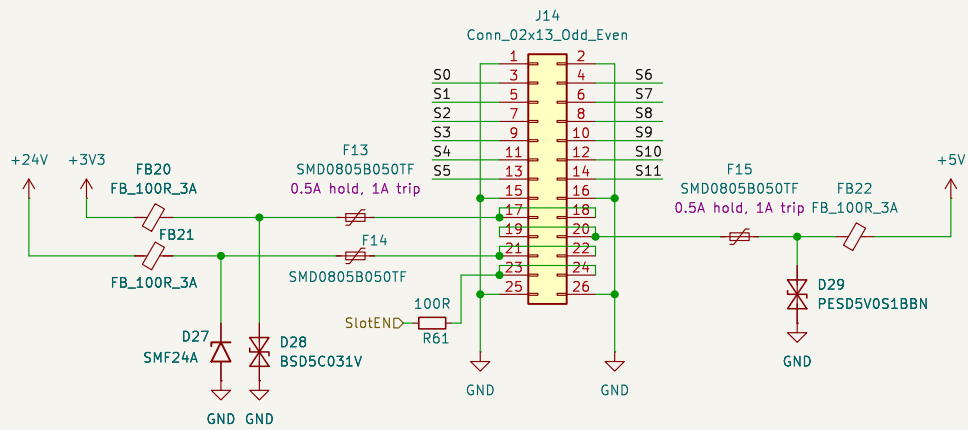 J14
Conn_02x13_Odd_Even
1 2
S0 3 4 S6
S1 5 6 S7
S2 7 8 S8
S3 9 10 S9
S4 11 12 S10
S5 13 14 S11
15 16
17 18
19 20
21 22
23 24
25 26
GND
GND
+24V
+3V3
FB20
FB_100R_3A
FB21
FB_100R_3A
F13
SMD0805B050TF
0.5A hold, 1A trip
F14
SMD0805B050TF
100R
SlotEN
R61
D27
SMF24A
D28
BSD5C031V
GND
GND
F15
SMD0805B050TF
0.5A hold, 1A trip
FB22
FB_100R_3A
+5V
D29
PESD5V0S1BBN
GND